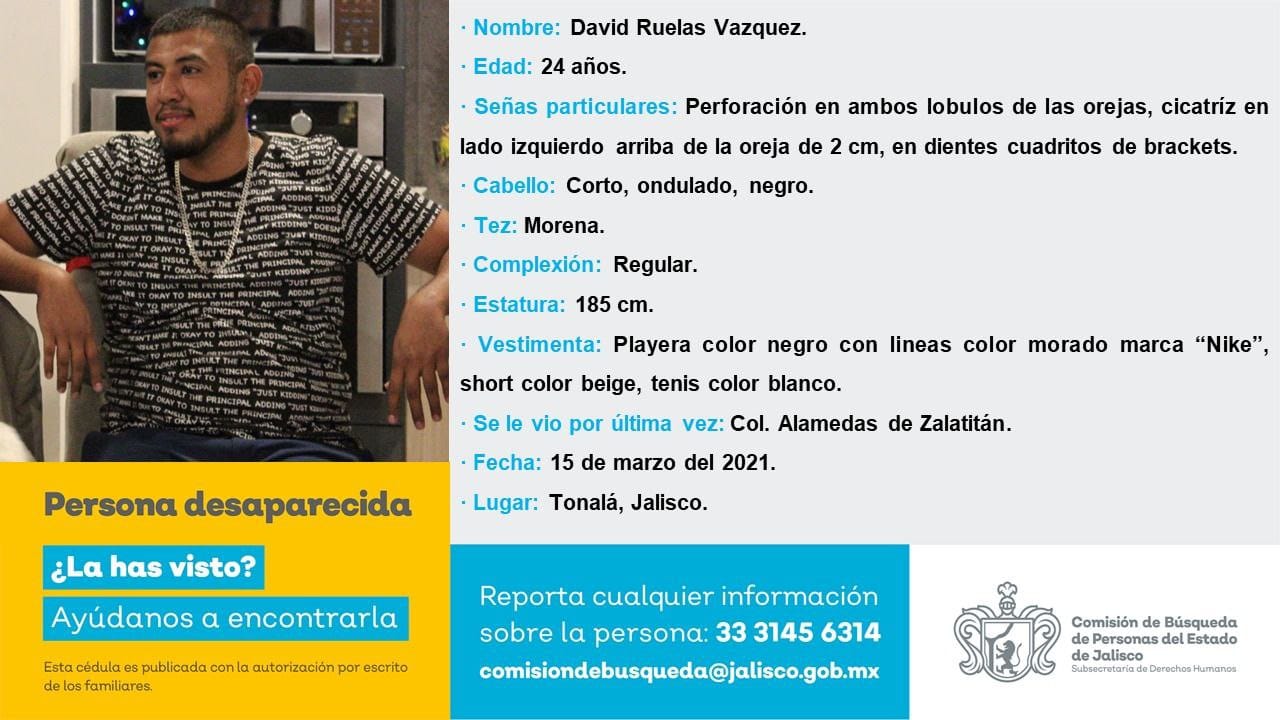 · Nombre: David Ruelas Vazquez.
· Edad: 24 años.
· Señas particulares: Perforación en ambos lobulos de las orejas, cicatríz en
lado izquierdo arriba de la oreja de 2 cm, en dientes cuadritos de brackets.
· Cabello: Corto, ondulado, negro.
· Tez: Morena.
· Complexión: Regular.
· Estatura: 185 cm.
· Vestimenta: Playera color negro con lineas color morado marca “Nike”,
short color beige, tenis color blanco.
· Se le vio por última vez: Col. Alamedas de Zalatitán.
· Fecha: 15 de marzo del 2021.
· Lugar: Tonalá, Jalisco.
Persona desaparecida
¿La has visto?
Ayúdanos a encontrarla
Esta cédula es publicada con la autorización por escrito
de los familiares.
Reporta cualquier información
sobre la persona: 33 3145 6314
comisiondebusqueda@jalisco.gob.mx
Comisión de Búsqueda
de Personas del Estado
de Jalisco
Subsecretaría de Derechos Humanos